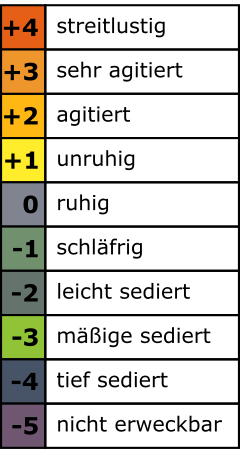 +4 streitlustig
+3 sehr agitiert
+2 agitiert
+1 unruhig
0 ruhig
-1 schläfrig
-2 leicht sediert
-3 mäßige sediert
-4 tief sediert
-5 nicht erweckbar